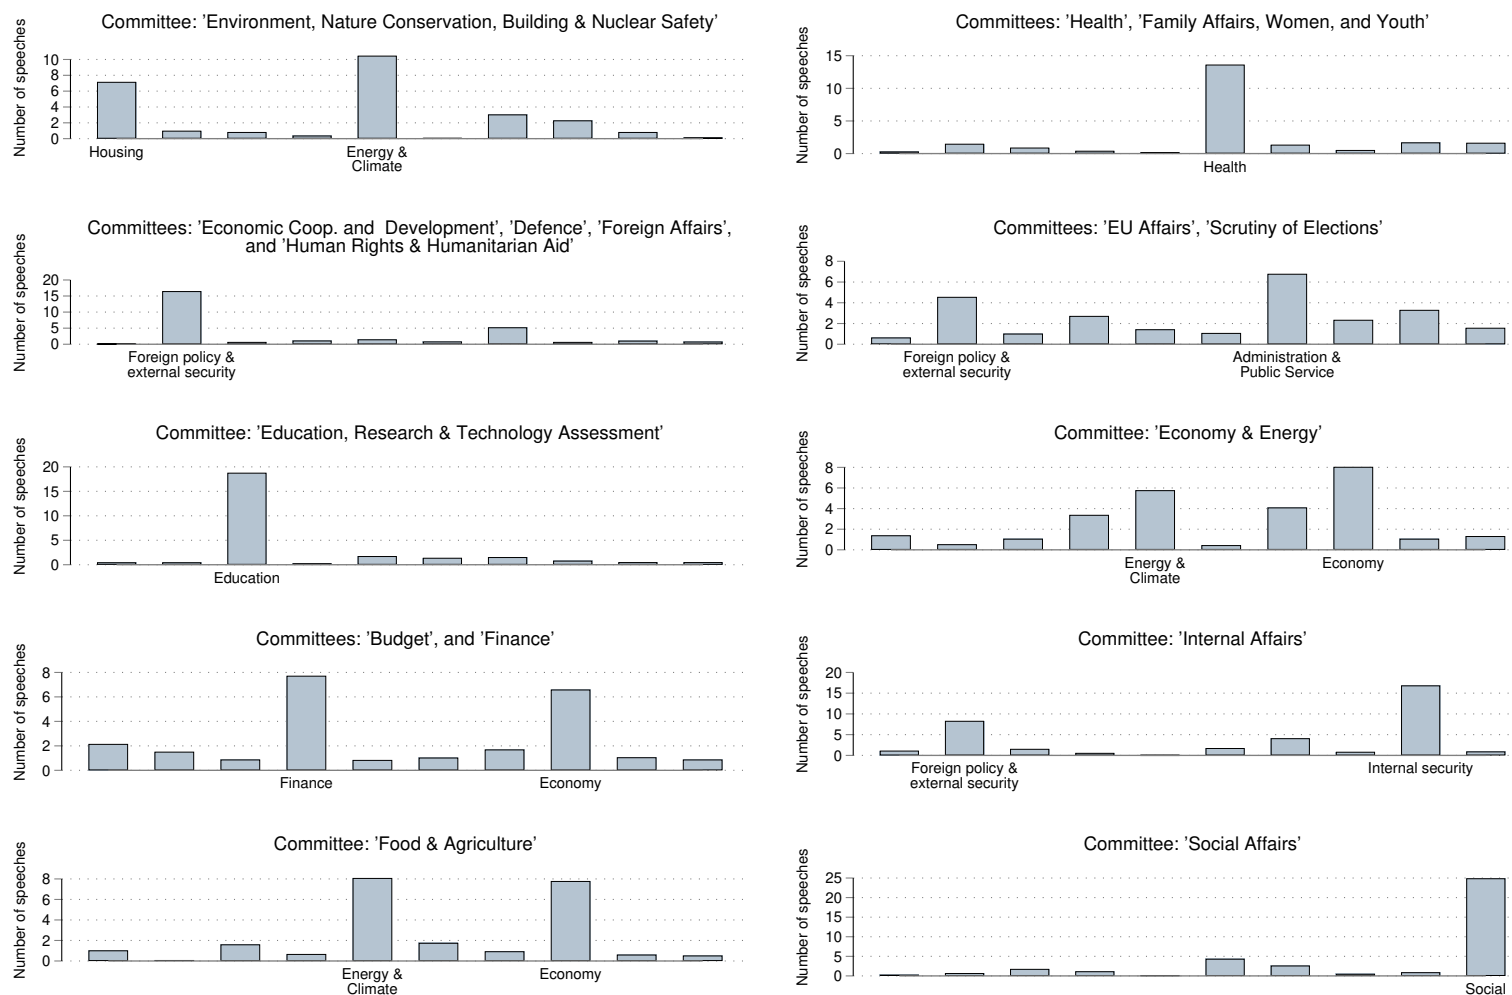 Committee: ’Environment, Nature Conservation, Building & Nuclear Safety’
Number of speeches
10
8
6
4
2
0
Housing
Energy &
Climate
Committees: ’Health’, ’Family Affairs, Women, and Youth’
Number of speeches
15
10
5
0
Health
Committees: ’Economic Coop. and Development’, ’Defence’, ’Foreign Affairs’,
and ’Human Rights & Humanitarian Aid’
Number of speeches
20
15
10
5
0
Foreign policy &
external security
Committees: ’EU Affairs’, ’Scrutiny of Elections’
Number of speeches
8
6
4
2
0
Foreign policy &
external security
Administration &
Public Service
Committee: ’Education, Research & Technology Assessment’
Number of speeches
20
15
10
5
0
Education
Committee: ’Economy & Energy’
Number of speeches
8
6
4
2
0
Energy &
Climate
Economy
Committees: ’Budget’, and ’Finance’
Number of speeches
8
6
4
2
0
Finance
Economy
Committee: ’Internal Affairs’
Number of speeches
20
15
10
5
0
Foreign policy &
external security
Internal security
Committee: ’Food & Agriculture’
Number of speeches
8
6
4
2
0
Energy &
Climate
Economy
Committee: ’Social Affairs’
Number of speeches
25
20
15
10
5
0
Social